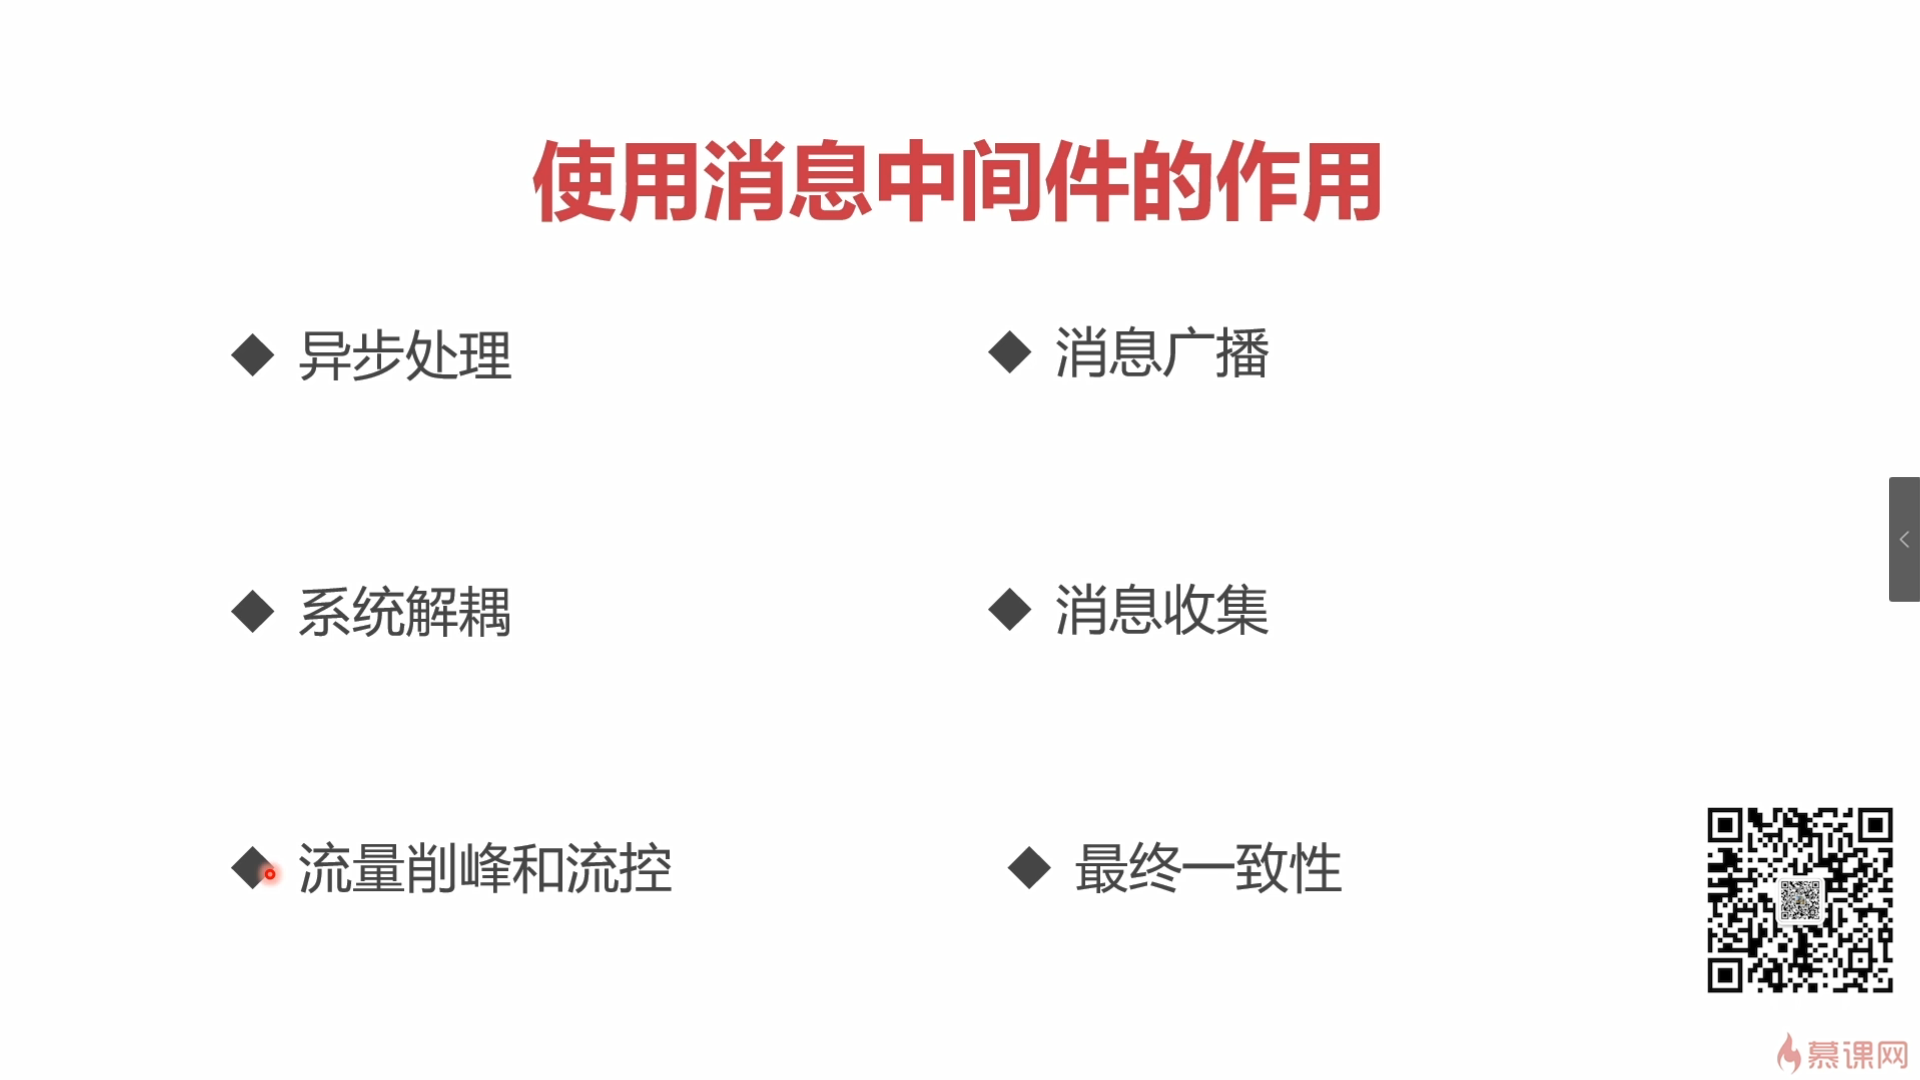 使用消息中间件的作用
异步处理
消息广播
系统解耦
消息收集
流量削峰和流控
最终一致性
慕课网